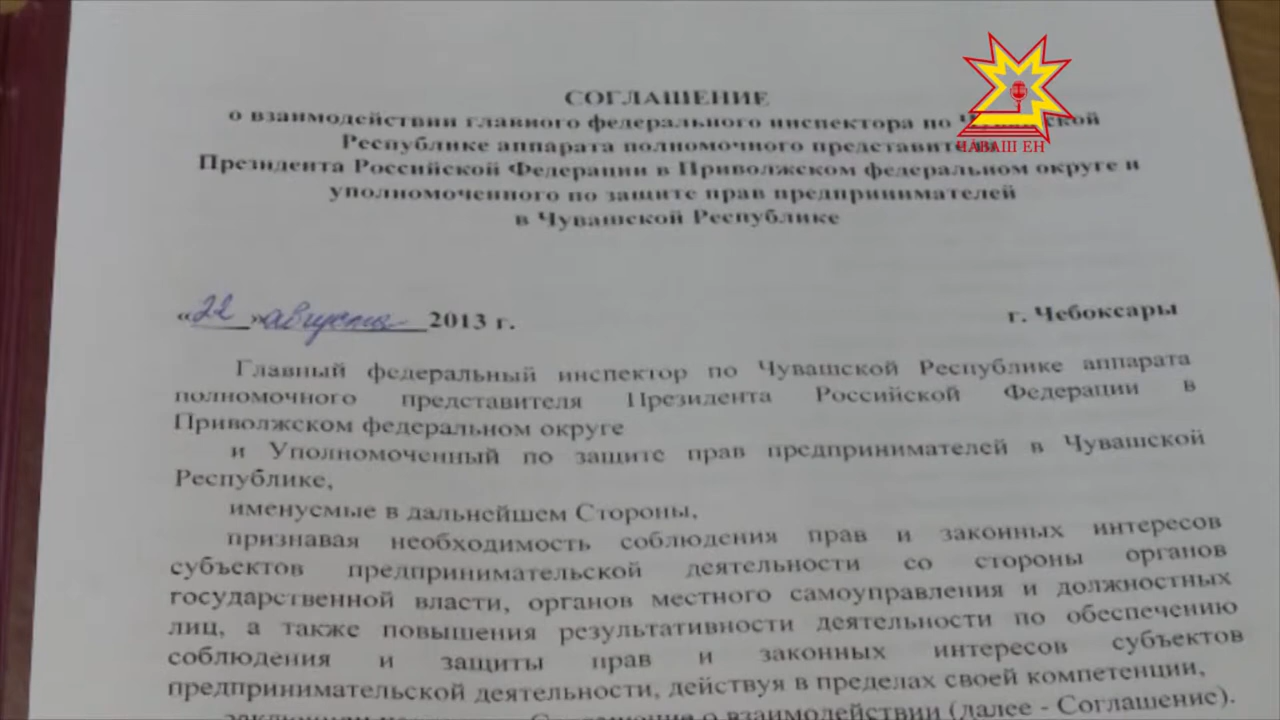 СОГЛАШЕНИЕ
о взаимодействии главного федерального инспектора по Чувашской
Республике аппарата полномочного представителя
Президента Российской Федерации в Приволжском федеральном округе и
уполномоченного по защите прав предпринимателей
в Чувашской Республике
ЧĂВАШ ЕН
«22» августа 2013 г.
г. Чебоксары
Главный федеральный инспектор по Чувашской Республике аппарата
полномочного представителя Президента Российской Федерации в
Приволжском федеральном округе
и Уполномоченный по защите прав предпринимателей в Чувашской
Республике,
именуемые в дальнейшем Стороны,
признавая необходимость соблюдения прав и законных интересов
субъектов предпринимательской деятельности со стороны органов
государственной власти, органов местного самоуправления и должностных
лиц, а также повышения результативности деятельности по обеспечению
соблюдения и защиты прав и законных интересов субъектов
предпринимательской деятельности, действуя в пределах своей компетенции,
Соглашение о взаимодействии (далее - Соглашение).